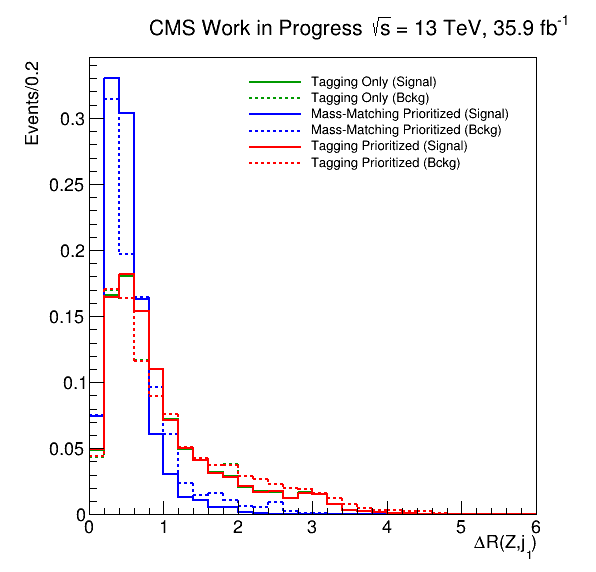 CMS Work in Progress √s = 13 TeV, 35.9 fb⁻¹
Events/0.2
Tagging Only (Signal)
Tagging Only (Bckg)
Mass-Matching Prioritized (Signal)
Mass-Matching Prioritized (Bckg)
Tagging Prioritized (Signal)
Tagging Prioritized (Bckg)
0.3
0.25
0.2
0.15
0.1
0.05
0
0 1 2 3 4 5 6
ΔR(Z,j₁)